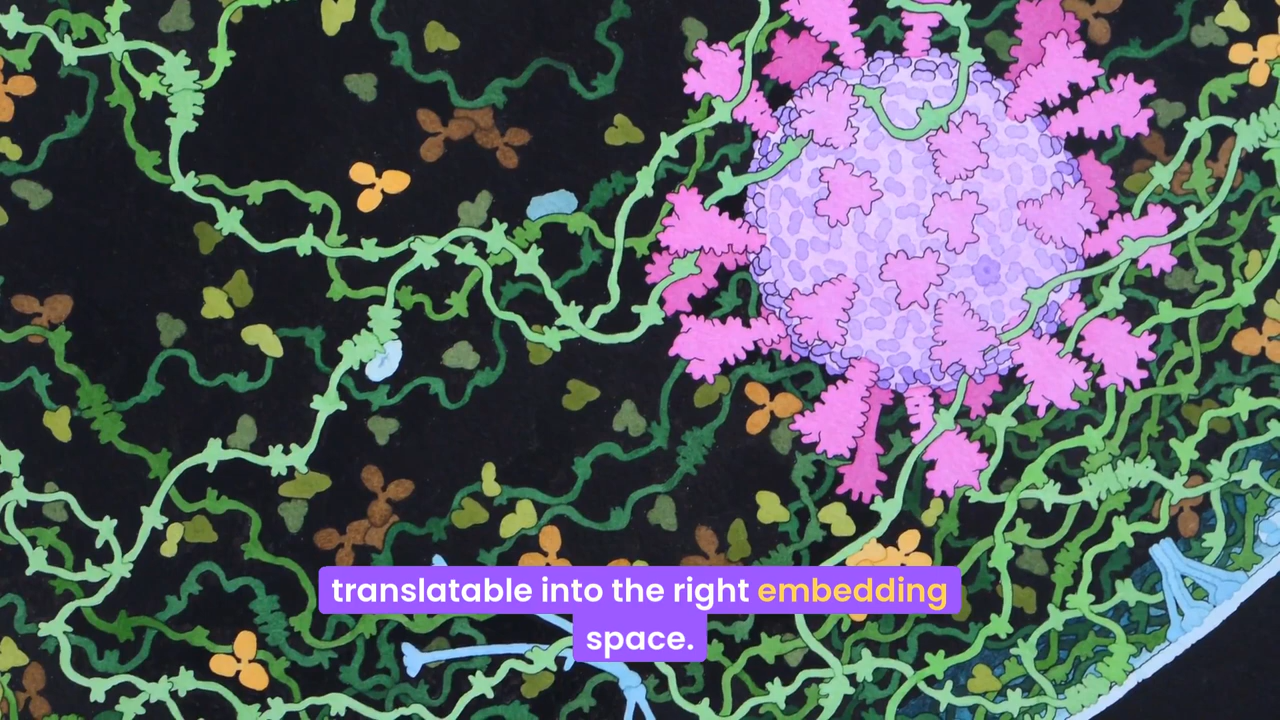 translatable into the right embedding
space.